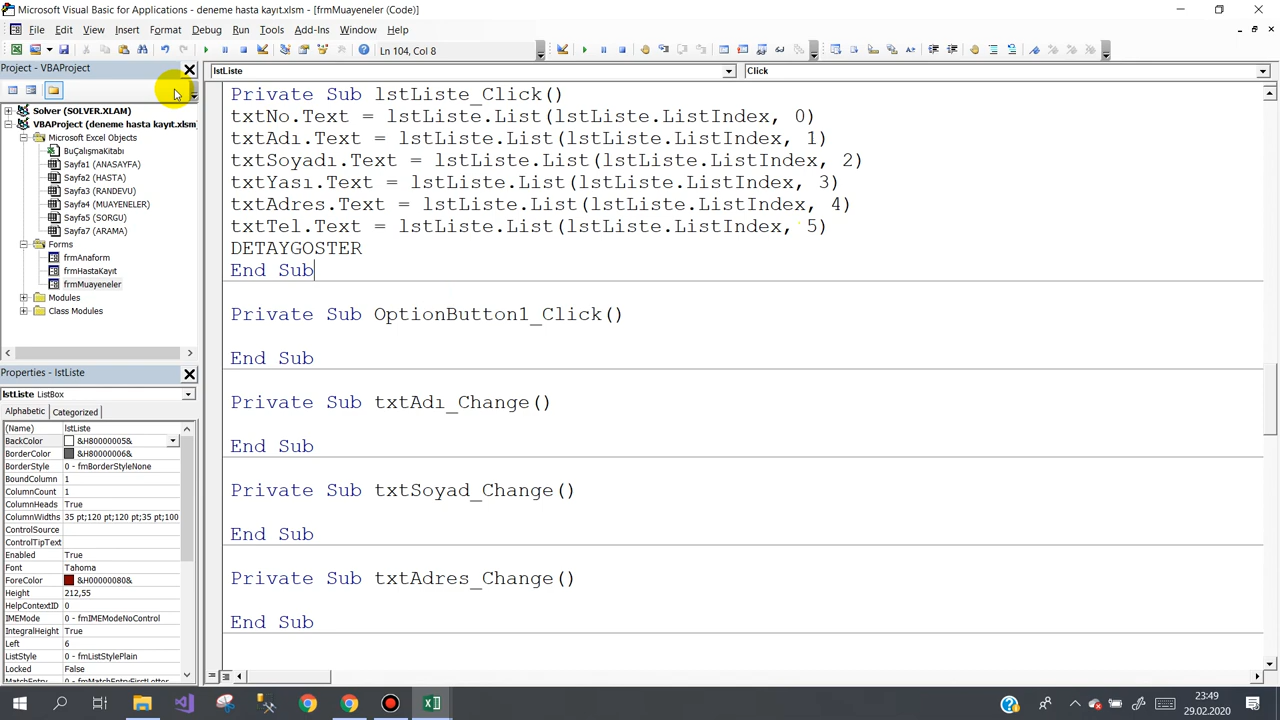 Microsoft Visual Basic for Applications - deneme hasta kayıt.xlsm - [frmMuayeneler (Code)]
File Edit View Insert Format Debug Run Tools Add-Ins Window Help
Ln 104, Col 8
Project - VBAProject
Solver (SOLVER.XLAM)
VBAProject (deneme hasta kayıt.xlsm
Microsoft Excel Objects
BuÇalışmaKitabı
Sayfa1 (ANASAYFA)
Sayfa2 (HASTA)
Sayfa3 (RANDEVU)
Sayfa4 (MUAYENELER)
Sayfa5 (SORGU)
Sayfa7 (ARAMA)
Forms
frmAnaform
frmHastaKayıt
frmMuayeneler
Modules
Class Modules
Properties - lstListe
lstListe ListBox
Alphabetic Categorized
(Name) lstListe
BackColor &H80000005&
BorderColor &H80000006&
BorderStyle 0 - fmBorderStyleNone
BoundColumn 1
ColumnCount 1
ColumnHeads True
ColumnWidths 35 pt;120 pt;120 pt;35 pt;100
ControlSource
ControlTipText
Enabled True
Font Tahoma
ForeColor &H00000080&
Height 212,55
HelpContextID 0
IMEMode 0 - fmIMEModeNoControl
IntegralHeight True
Left 6
ListStyle 0 - fmListStylePlain
Locked False
MatchEntry 0 - fmMatchEntryFirstLetter
lstListe Click
Private Sub lstListe_Click()
txtNo.Text = lstListe.List(lstListe.ListIndex, 0)
txtAdı.Text = lstListe.List(lstListe.ListIndex, 1)
txtSoyadı.Text = lstListe.List(lstListe.ListIndex, 2)
txtYası.Text = lstListe.List(lstListe.ListIndex, 3)
txtAdres.Text = lstListe.List(lstListe.ListIndex, 4)
txtTel.Text = lstListe.List(lstListe.ListIndex, 5)
DETAYGOSTER
End Sub
Private Sub OptionButton1_Click()
End Sub
Private Sub txtAdı_Change()
End Sub
Private Sub txtSoyad_Change()
End Sub
Private Sub txtAdres_Change()
End Sub
23:49
29.02.2020